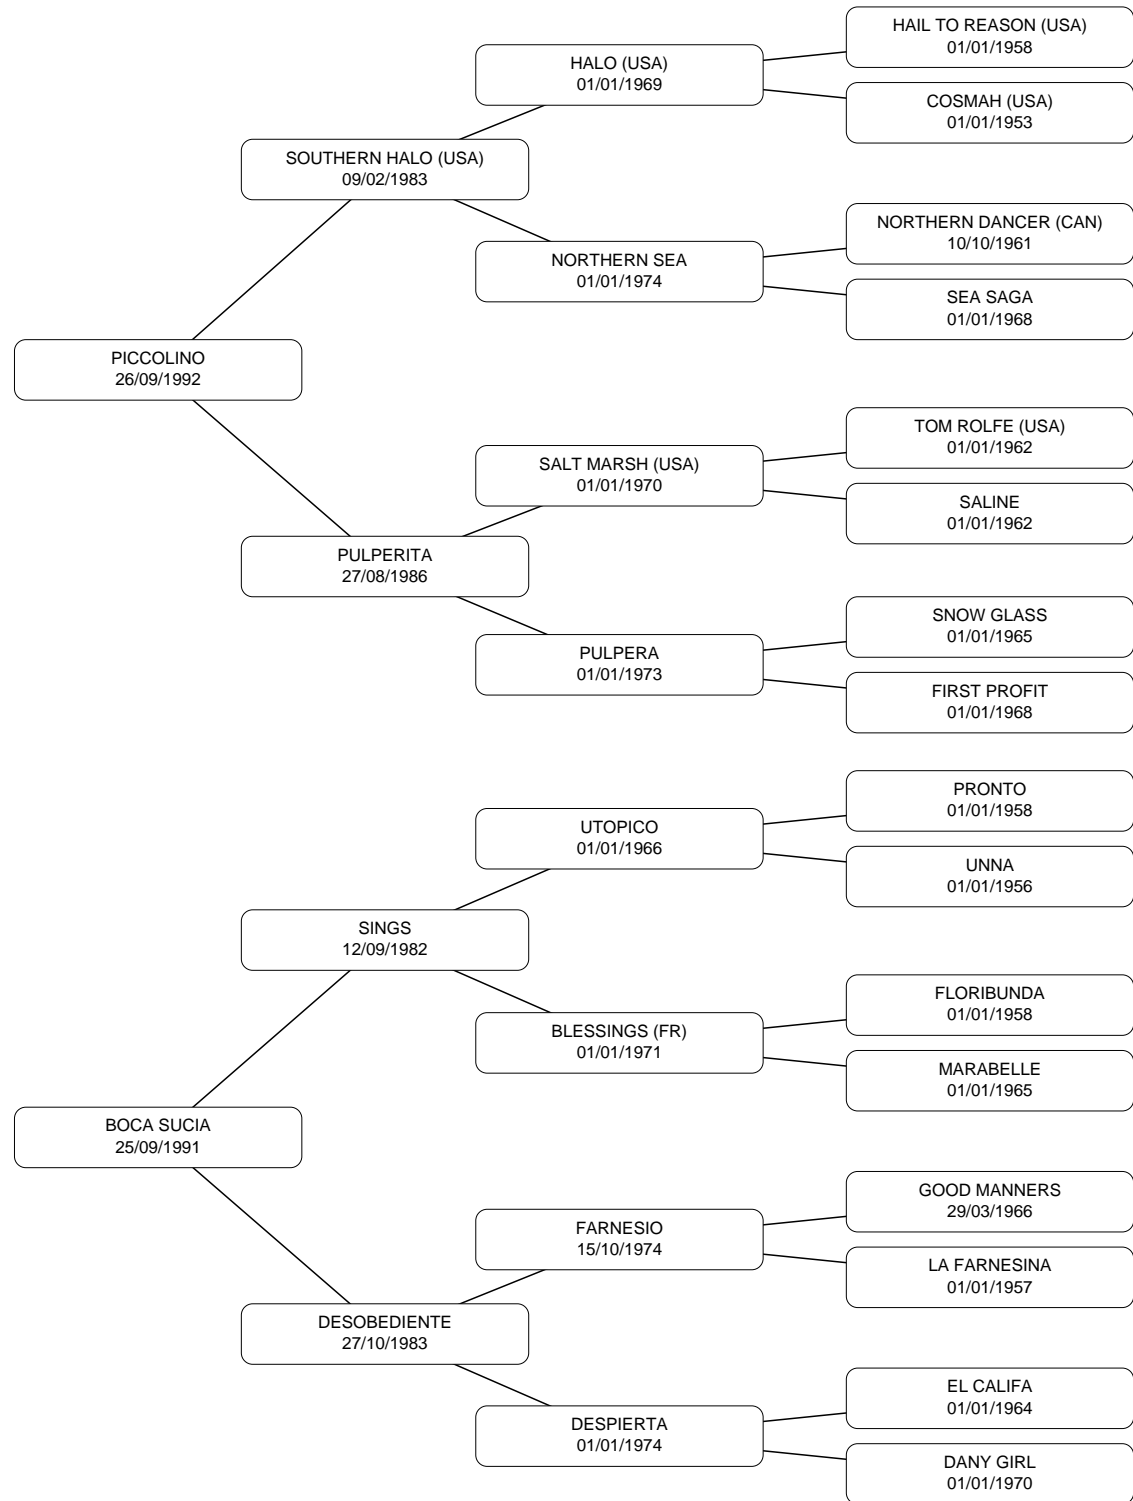 HAIL TO REASON (USA)
01/01/1958
HALO (USA)
01/01/1969
COSMAH (USA)
01/01/1953
SOUTHERN HALO (USA)
09/02/1983
NORTHERN DANCER (CAN)
10/10/1961
NORTHERN SEA
01/01/1974
SEA SAGA
01/01/1968
PICCOLINO
26/09/1992
TOM ROLFE (USA)
01/01/1962
SALT MARSH (USA)
01/01/1970
SALINE
01/01/1962
PULPERITA
27/08/1986
SNOW GLASS
01/01/1965
PULPERA
01/01/1973
FIRST PROFIT
01/01/1968
PRONTO
01/01/1958
UTOPICO
01/01/1966
UNNA
01/01/1956
SINGS
12/09/1982
FLORIBUNDA
01/01/1958
BLESSINGS (FR)
01/01/1971
MARABELLE
01/01/1965
BOCA SUCIA
25/09/1991
GOOD MANNERS
29/03/1966
FARNESIO
15/10/1974
LA FARNESINA
01/01/1957
DESOBEDIENTE
27/10/1983
EL CALIFA
01/01/1964
DESPIERTA
01/01/1974
DANY GIRL
01/01/1970